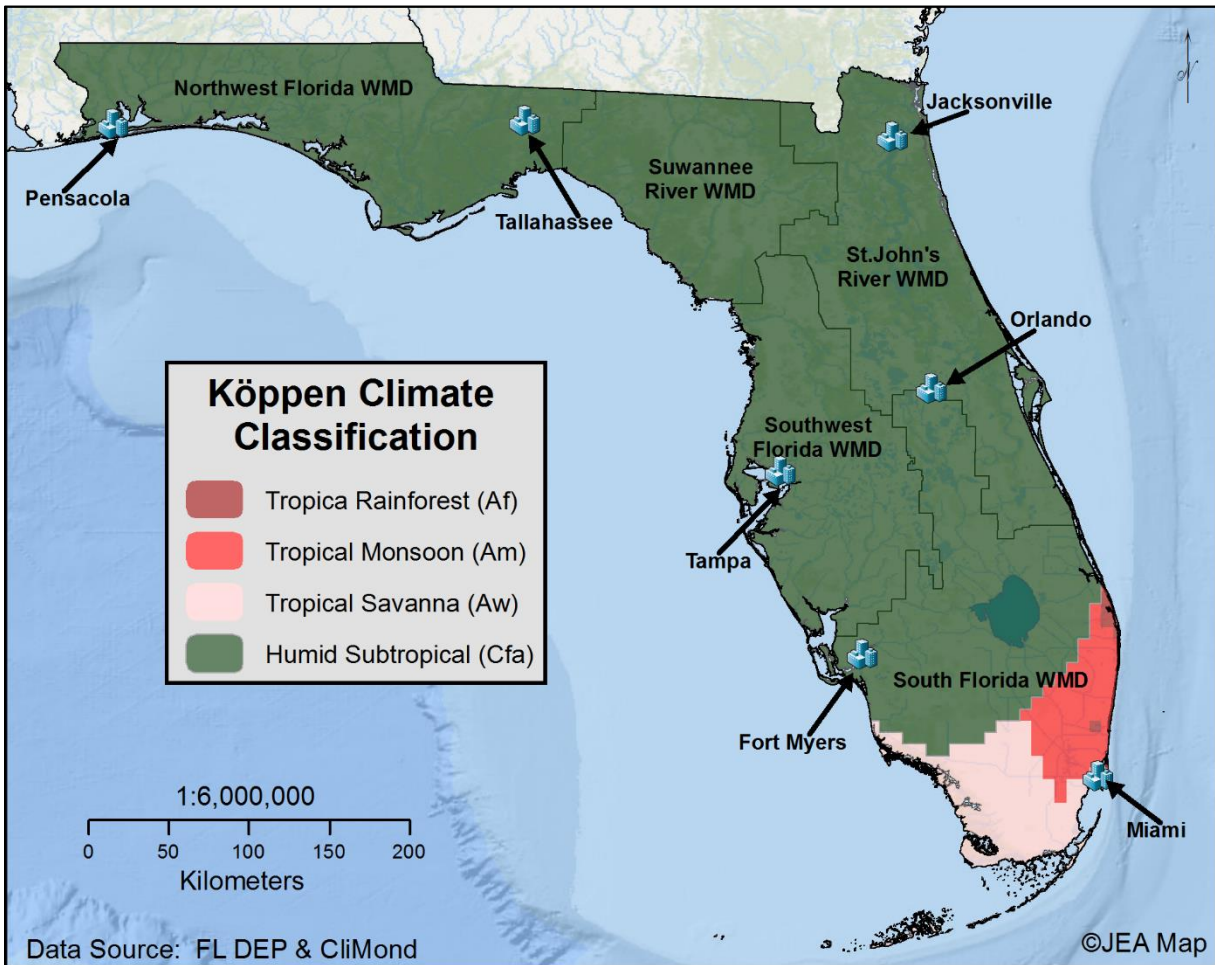 Northwest Florida WMD
Jacksonville
Suwannee
River WMD
Pensacola
Tallahassee
St.John's
River WMD
Orlando
Köppen Climate
Classification
Tropica Rainforest (Af)
Tropical Monsoon (Am)
Tropical Savanna (Aw)
Humid Subtropical (Cfa)
Southwest
Florida WMD
Tampa
South Florida WMD
Fort Myers
Miami
1:6,000,000
0 50 100 150 200
Kilometers
Data Source: FL DEP & CliMond
©JEA Map
N